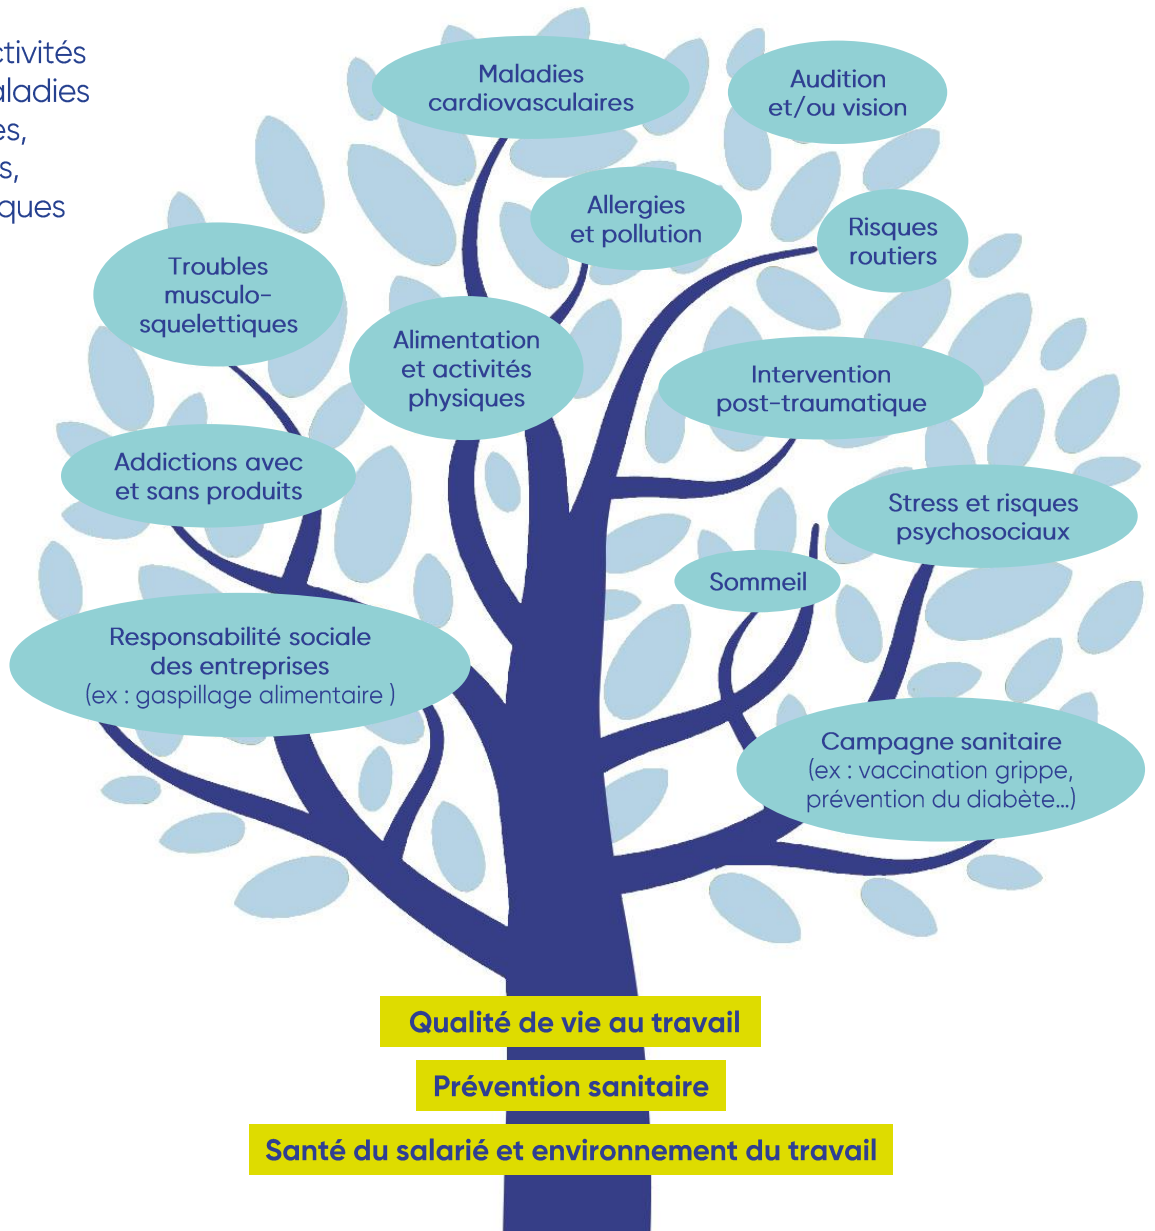 ctivités
aladies
es,
s,
iques
Maladies
cardiovasculaires
Audition
et/ou vision
Allergies
et pollution
Risques
routiers
Troubles
musculo-
squelettiques
Alimentation
et activités
physiques
Intervention
post-traumatique
Addictions avec
et sans produits
Stress et risques
psychosociaux
Sommeil
Responsabilité sociale
des entreprises
(ex : gaspillage alimentaire )
Campagne sanitaire
(ex : vaccination grippe,
prévention du diabète...)
Qualité de vie au travail
Prévention sanitaire
Santé du salarié et environnement du travail